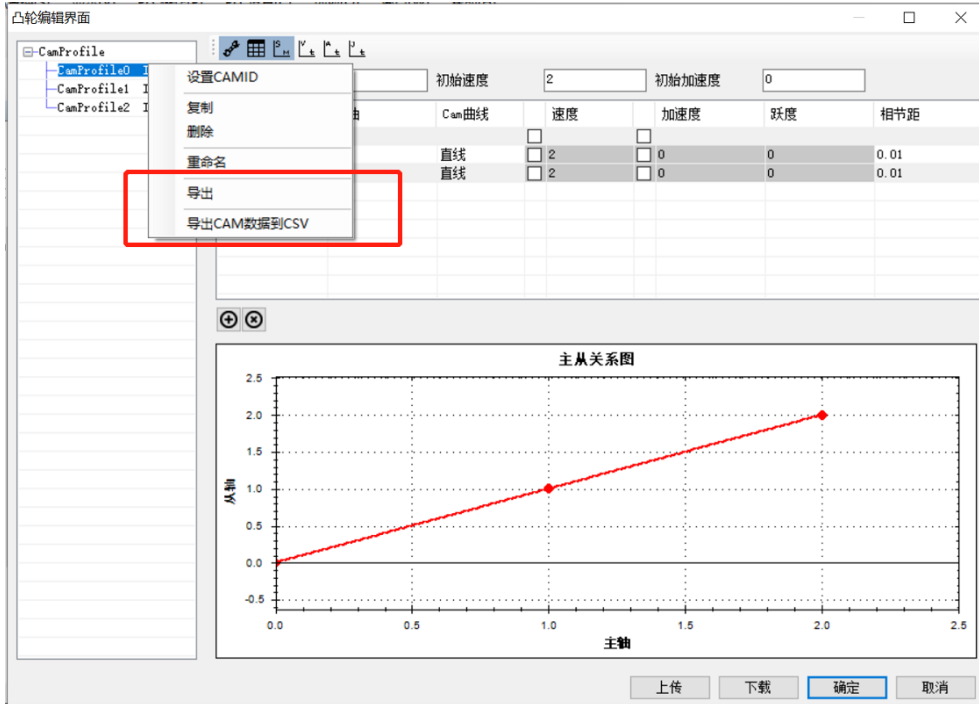 凸轮编辑界面
CamProfile
CamProfile0 I
CamProfile1 I
CamProfile2 I
设置CAMID
复制
删除
重命名
导出
导出CAM数据到CSV
初始速度 2 初始加速度 0
Cam曲线 速度 加速度 跃度 相节距
直线 2 0 0 0.01
直线 2 0 0 0.01
主从关系图
2.5
2.0
1.5
1.0
0.5
0.0
-0.5
从轴
0.0 0.5 1.0 1.5 2.0 2.5
主轴
上传 下载 确定 取消